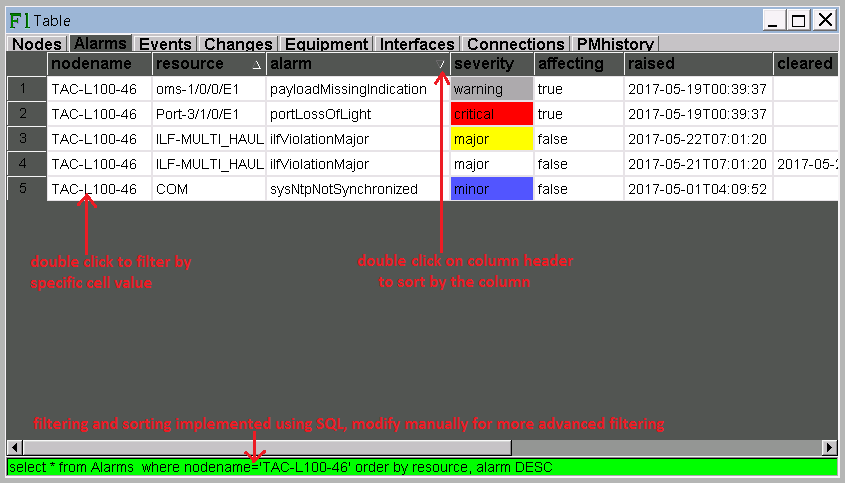 Fl Table
Nodes Alarms Events Changes Equipment Interfaces Connections PMhistory
nodename resource alarm severity affecting raised cleared
1 TAC-L100-46 oms-1/0/0/E1 payloadMissingIndication warning true 2017-05-19T00:39:37
2 TAC-L100-46 Port-3/1/0/E1 portLossOfLight critical true 2017-05-19T00:39:37
3 TAC-L100-46 ILF-MULTI_HAUL ilfViolationMajor major false 2017-05-22T07:01:20
4 TAC-L100-46 ILF-MULTI_HAUL ilfViolationMajor major false 2017-05-21T07:01:20 2017-05-2
5 TAC-L100-46 COM sysNtpNotSynchronized minor false 2017-05-01T04:09:52
double click to filter by
specific cell value
double click on column header
to sort by the column
filtering and sorting implemented using SQL, modify manually for more advanced filtering
select * from Alarms  where nodename='TAC-L100-46' order by resource, alarm DESC